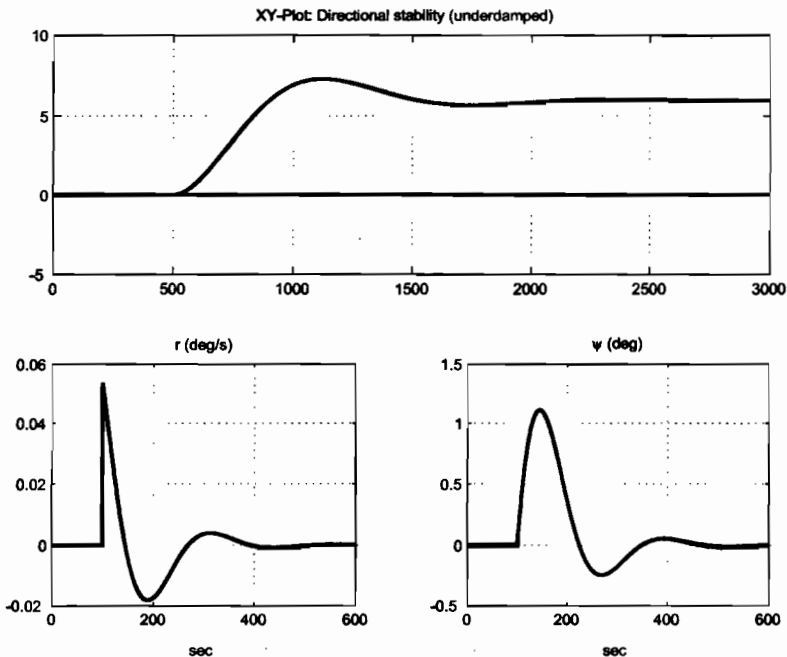 XY-Plot: Directional stability (underdamped)
10
5
0
-5
0 500 1000 1500 2000 2500 3000
r (deg/s)
0.06
0.04
0.02
0
-0.02
0 200 400 600
sec
ψ (deg)
1.5
1
0.5
0
-0.5
0 200 400 600
sec